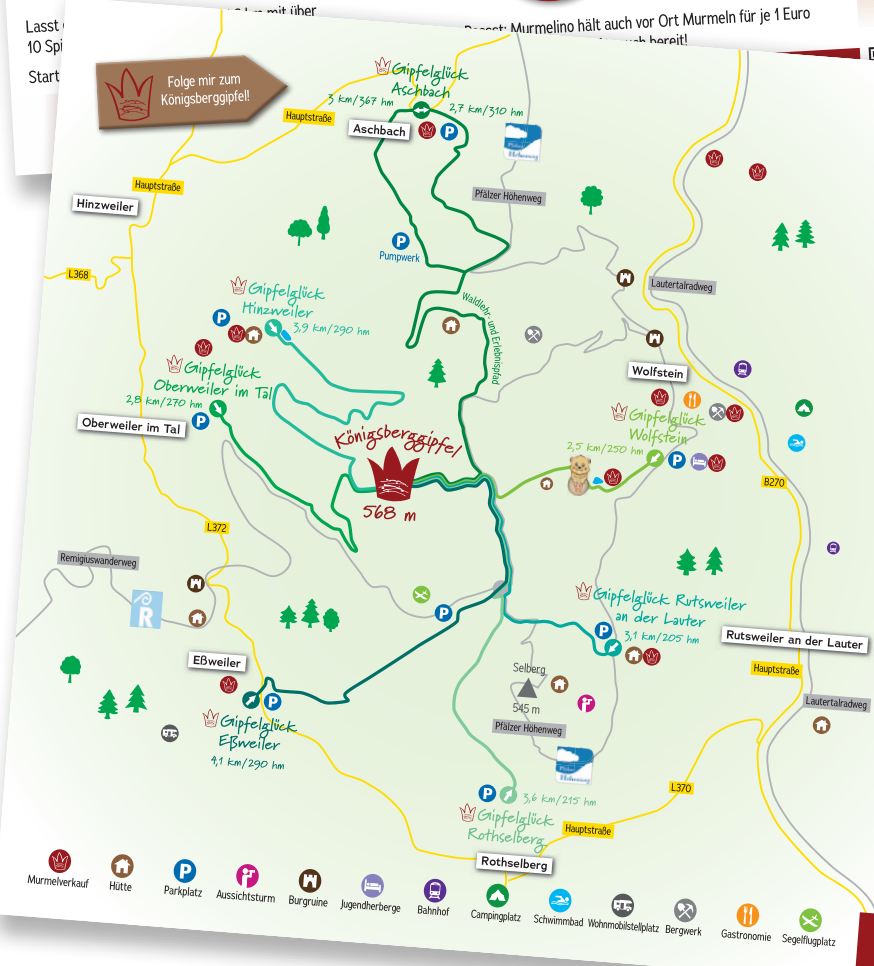 mit über
Lasst
10 Spi
Start
Murmelino hält auch vor Ort Murmeln für je 1 Euro
bereit!
Folge mir zum
Königsberggipfel!
Gipfelglück
Aschbach
3 km/367 hm
2,7 km/310 hm
Hauptstraße
Aschbach
P
Pfälzer Höhenweg
Hauptstraße
Hinzweiler
P
Pumpwerk
L368
Lautertalradweg
Gipfelglück
Hinzweiler
3,9 km/290 hm
P
Waldlehr- und Erlebnispfad
Gipfelglück
Oberweiler im Tal
2,8 km/270 hm
P
Oberweiler im Tal
Wolfstein
Gipfelglück
Wolfstein
2,5 km/250 hm
P
Königsberggipfel
568 m
B270
L372
Remigiuswanderweg
R
P
Gipfelglück Rutsweiler
an der Lauter
P
3,1 km/205 hm
Rutsweiler an der Lauter
Hauptstraße
Lautertalradweg
Eßweiler
P
Gipfelglück
Eßweiler
4,1 km/290 hm
Selberg
545 m
Pfälzer Höhenweg
L370
P
3,6 km/215 hm
Gipfelglück
Rothselberg
Hauptstraße
Rothselberg
Murmelverkauf
Hütte
P
Parkplatz
Aussichtsturm
Burgruine
Jugendherberge
Bahnhof
Campingplatz
Schwimmbad
Wohnmobilstellplatz
Bergwerk
Gastronomie
Segelflugplatz